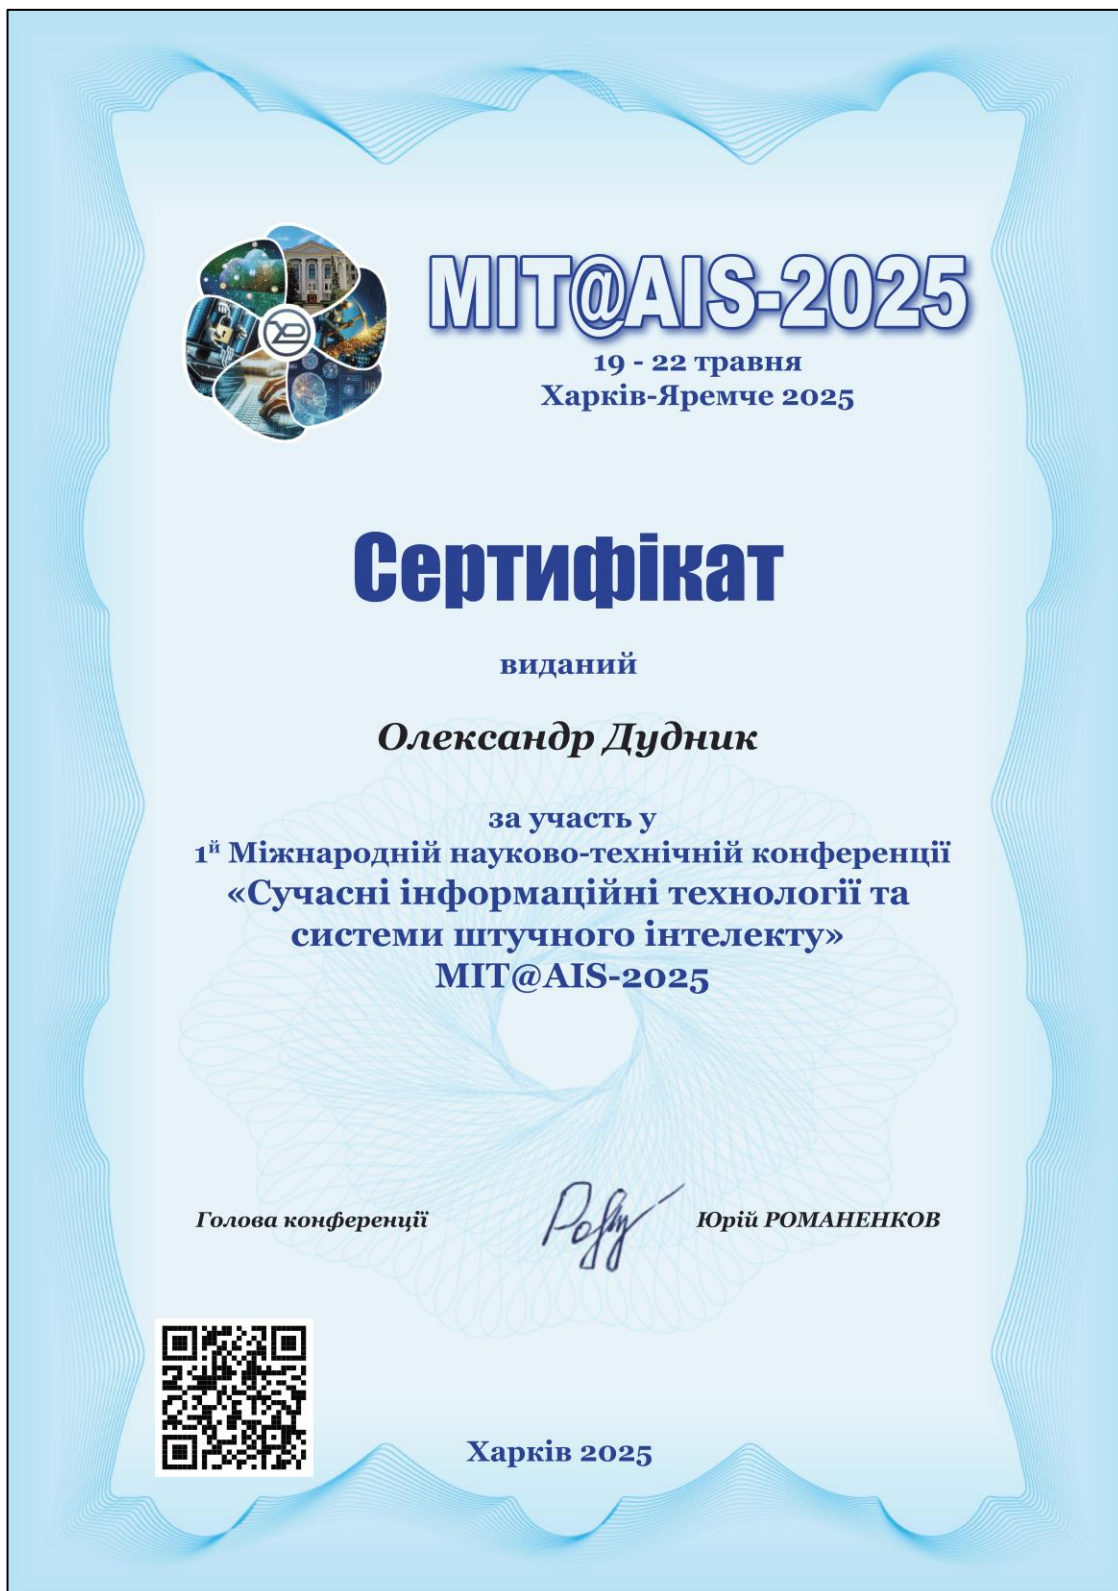 MIT@AIS-2025
19 - 22 травня
Харків-Яремче 2025
Сертифікат
виданий
Олександр Дудник
за участь у
1й Міжнародній науково-технічній конференції
«Сучасні інформаційні технології та
системи штучного інтелекту»
MIT@AIS-2025
Голова конференції Юрій РОМАНЕНКОВ
Харків 2025